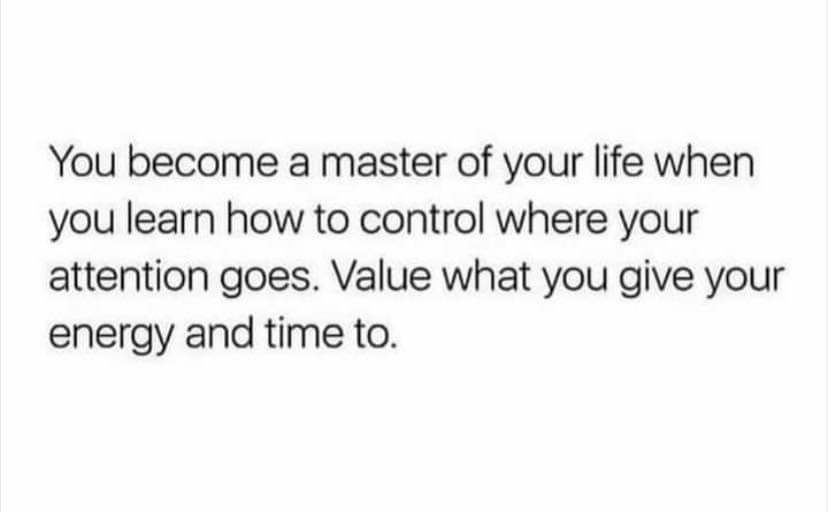 You become a master of your life when
you learn how to control where your
attention goes. Value what you give your
energy and time to.